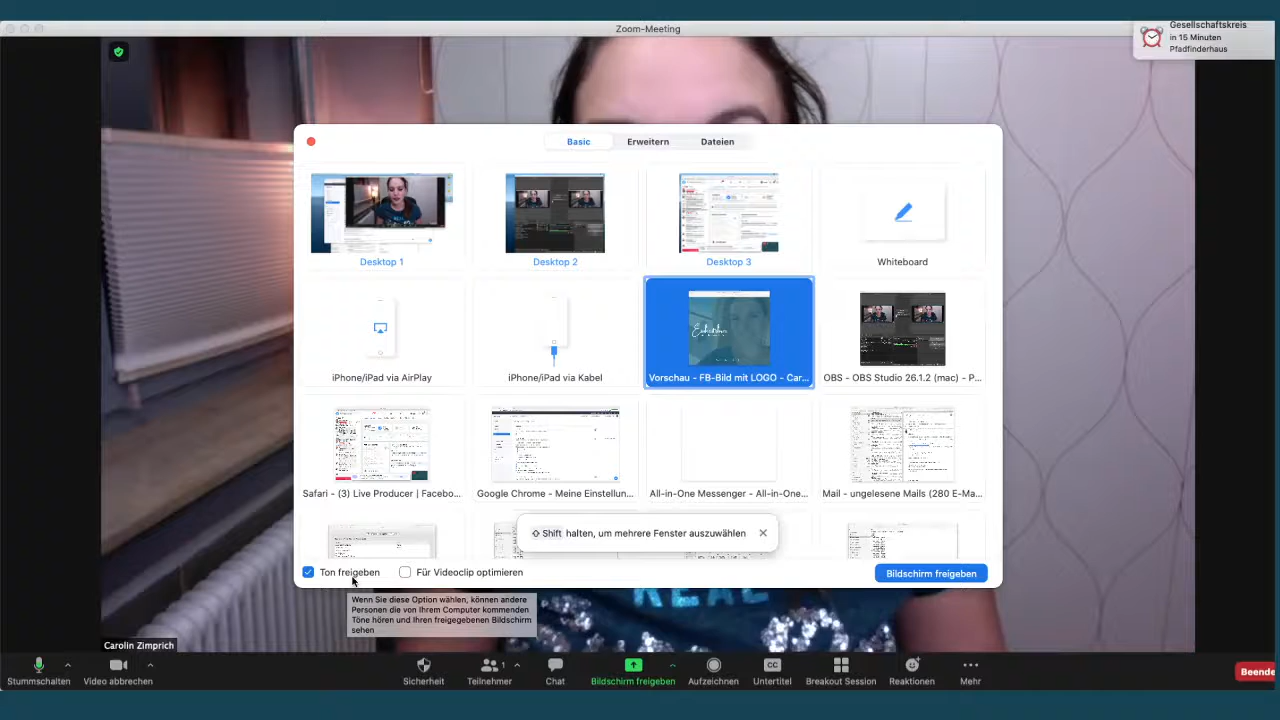 Zoom-Meeting
Gesellschaftskreis
in 15 Minuten
Pfadfinderhaus
Basic
Erweitern
Dateien
Desktop 1
Desktop 2
Desktop 3
Whiteboard
iPhone/iPad via AirPlay
iPhone/iPad via Kabel
Vorschau - FB-Bild mit LOGO - Car...
OBS - OBS Studio 26.1.2 (mac) - P...
Safari - (3) Live Producer | Facebo...
Google Chrome - Meine Einstellun...
All-in-One Messenger - All-in-One...
Mail - ungelesene Mails (280 E-Ma...
Shift halten, um mehrere Fenster auszuwählen
Ton freigeben
Für Videoclip optimieren
Bildschirm freigeben
Wenn Sie diese Option wählen, können andere
Personen die von Ihrem Computer kommenden
Töne hören und Ihren freigegebenen Bildschirm
sehen
Carolin Zimprich
1
CC
Stummschalten
Video abbrechen
Sicherheit
Teilnehmer
Chat
Bildschirm freigeben
Aufzeichnen
Untertitel
Breakout Session
Reaktionen
Mehr
Beende